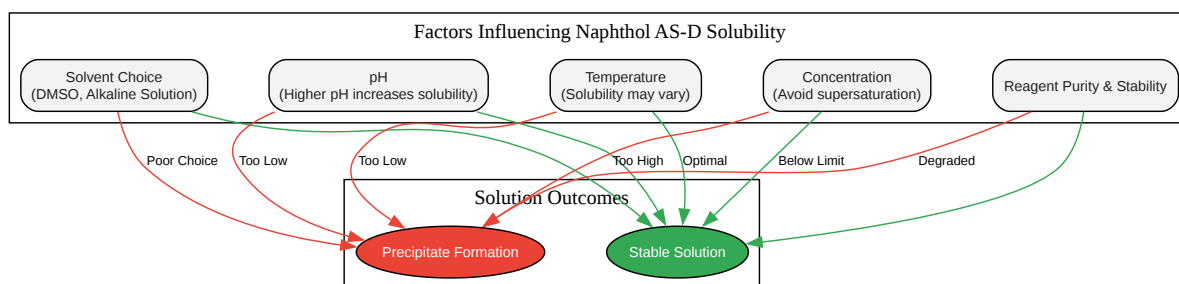 Factors Influencing Naphthol AS-D Solubility
Solvent Choice
(DMSO, Alkaline Solution)
pH
(Higher pH increases solubility)
Temperature
(Solubility may vary)
Concentration
(Avoid supersaturation)
Reagent Purity & Stability
Poor Choice
Too Low
Too Low
Too High
Optimal
Below Limit
Degraded
Solution Outcomes
Precipitate Formation
Stable Solution